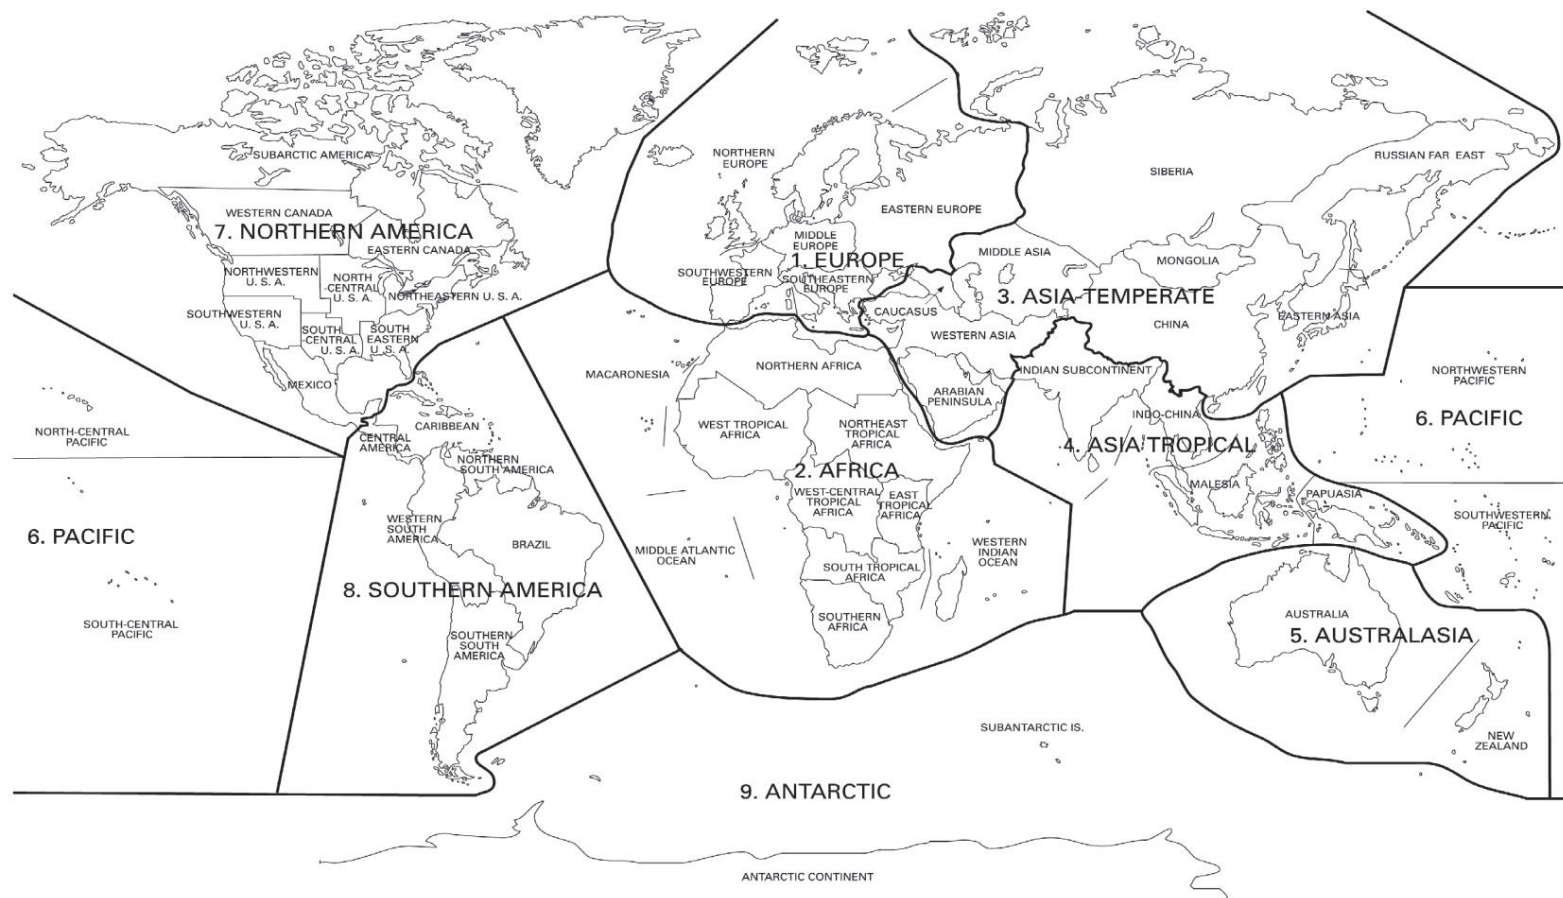 SUBARCTIC AMERICA
WESTERN CANADA
7. NORTHERN AMERICA
EASTERN CANADA
NORTHWESTERN
U. S. A.
NORTH
CENTRAL
U. S. A.
NORTHEASTERN U. S. A.
SOUTHWESTERN
U. S. A.
SOUTH
CENTRAL
U. S. A.
SOUTH
EASTERN
U. S. A.
MEXICO
NORTHERN
EUROPE
EASTERN EUROPE
MIDDLE
EUROPE
1. EUROPE
SOUTHWESTERN
EUROPE
SOUTHEASTERN
EUROPE
SIBERIA
RUSSIAN FAR EAST
MIDDLE ASIA
MONGOLIA
3. ASIA-TEMPERATE
CAUCASUS
CHINA
EASTERN ASIA
WESTERN ASIA
ARABIAN
PENINSULA
INDIAN SUBCONTINENT
INDO-CHINA
4. ASIA-TROPICAL
MALESIA
PAPUASIA
MACARONESIA
NORTHERN AFRICA
WEST TROPICAL
AFRICA
NORTHEAST
TROPICAL
AFRICA
2. AFRICA
WEST-CENTRAL
TROPICAL
AFRICA
EAST
TROPICAL
AFRICA
MIDDLE ATLANTIC
OCEAN
WESTERN
INDIAN
OCEAN
SOUTH TROPICAL
AFRICA
SOUTHERN
AFRICA
NORTH-CENTRAL
PACIFIC
6. PACIFIC
SOUTH-CENTRAL
PACIFIC
CENTRAL
AMERICA
CARIBBEAN
NORTHERN
SOUTH AMERICA
WESTERN
SOUTH
AMERICA
BRAZIL
8. SOUTHERN AMERICA
SOUTHERN
SOUTH
AMERICA
NORTHWESTERN
PACIFIC
6. PACIFIC
SOUTHWESTERN
PACIFIC
AUSTRALIA
5. AUSTRALASIA
NEW
ZEALAND
SUBANTARCTIC IS.
9. ANTARCTIC
ANTARCTIC CONTINENT